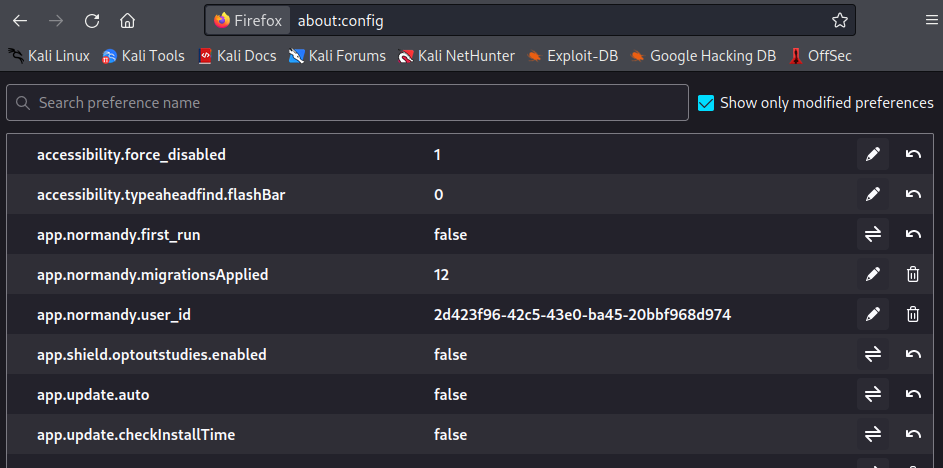 Firefox about:config
Kali Linux Kali Tools Kali Docs Kali Forums Kali NetHunter Exploit-DB Google Hacking DB OffSec
Search preference name Show only modified preferences
accessibility.force_disabled 1
accessibility.typeaheadfind.flashBar 0
app.normandy.first_run false
app.normandy.migrationsApplied 12
app.normandy.user_id 2d423f96-42c5-43e0-ba45-20bbf968d974
app.shield.optoutstudies.enabled false
app.update.auto false
app.update.checkInstallTime false